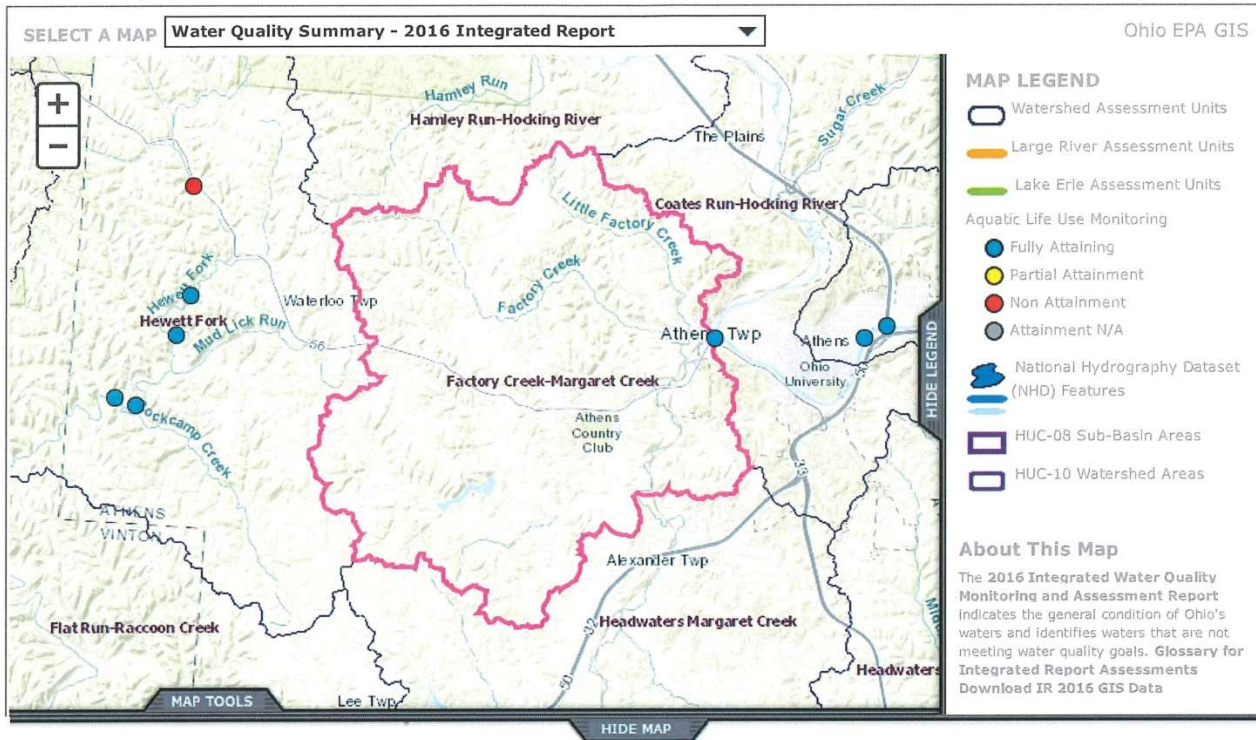 SELECT A MAP
Water Quality Summary - 2016 Integrated Report
Ohio EPA GIS
+
−
Hamley Run
Hamley Run-Hocking River
The Plains
Sugar Creek
Little Factory Creek
Coates Run-Hocking River
Factory Creek
Hewett Fork
Hewett Fork
Waterloo Twp
Mud Lick Run
56
Twp
Athens
Ohio
University
50
Factory Creek-Margaret Creek
Athens
Country
Club
ockcamp Creek
33
ATHENS
VINTON
Alexander Twp
Flat Run-Raccoon Creek
32
Headwaters Margaret Creek
Headwaters
50
Lee Twp
MAP TOOLS
HIDE MAP
HIDE LEGEND
MAP LEGEND
Watershed Assessment Units
Large River Assessment Units
Lake Erie Assessment Units
Aquatic Life Use Monitoring
Fully Attaining
Partial Attainment
Non Attainment
Attainment N/A
National Hydrography Dataset
(NHD) Features
HUC-08 Sub-Basin Areas
HUC-10 Watershed Areas
About This Map
The 2016 Integrated Water Quality
Monitoring and Assessment Report
indicates the general condition of Ohio's
waters and identifies waters that are not
meeting water quality goals. Glossary for
Integrated Report Assessments
Download IR 2016 GIS Data